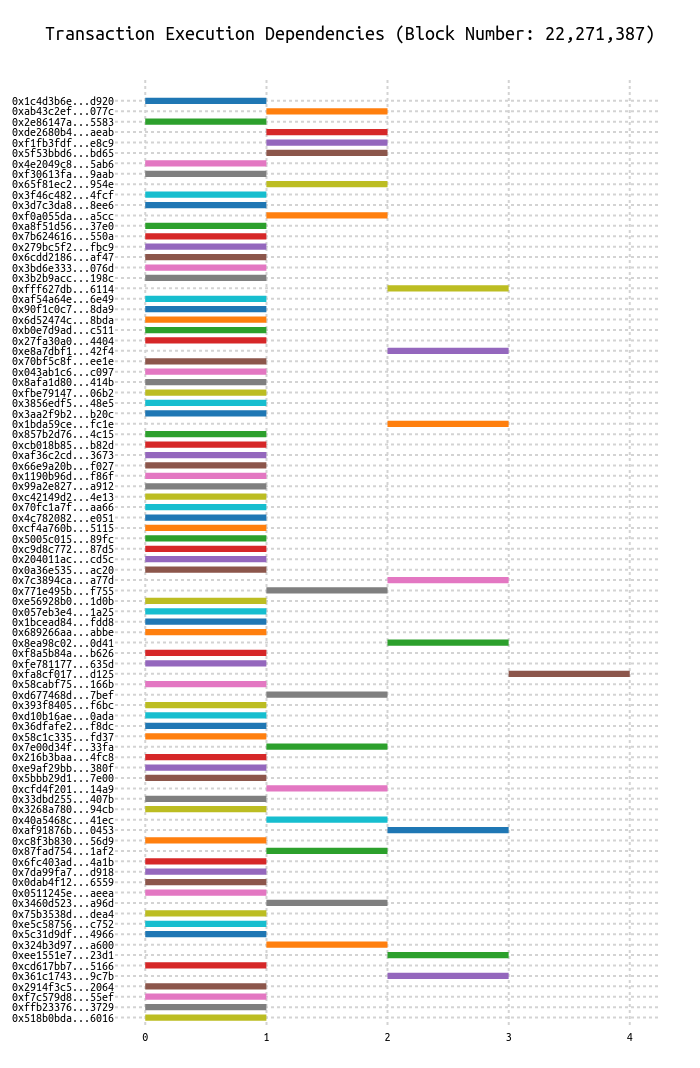 Transaction Execution Dependencies (Block Number: 22,271,387)
0x1c4d3b6e...d920
0xab43c2ef...077c
0x2e86147a...5583
0xde2680b4...aeab
0xf1fb3fdf...e8c9
0x5f53bbd6...bd65
0x4e2049c8...5ab6
0xf30613fa...9aab
0x65f81ec2...954e
0x3f46c482...4fcf
0x3d7c3da8...8ee6
0xf0a055da...a5cc
0xa8f51d56...37e0
0x7b624616...550a
0x279bc5f2...fbc9
0x6cdd2186...af47
0x3bd6e333...076d
0x3b2b9acc...198c
0xfff627db...6114
0xaf54a64e...6e49
0x90f1c0c7...8da9
0x6d52474c...8bda
0xb0e7d9ad...c511
0x27fa30a0...4404
0xe8a7dbf1...42f4
0x70bf5c8f...ee1e
0x043ab1c6...c097
0x8afa1d80...414b
0xfbe79147...06b2
0x3856edf5...48e5
0x3aa2f9b2...b20c
0x1bda59ce...fc1e
0x857b2d76...4c15
0xcb018b85...b82d
0xaf36c2cd...3673
0x66e9a20b...f027
0x1190b96d...f86f
0x99a2e827...a912
0xc42149d2...4e13
0x70fc1a7f...aa66
0x4c782082...e051
0xcf4a760b...5115
0x5005c015...89fc
0xc9d8c772...87d5
0x204011ac...cd5c
0x0a36e535...ac20
0x7c3894ca...a77d
0x771e495b...f755
0xe56928b0...1d0b
0x057eb3e4...1a25
0x1bcead84...fdd8
0x689266aa...abbe
0x8ea98c02...0d41
0xf8a5b84a...b626
0xfe781177...635d
0xfa8cf017...d125
0x58cabf75...166b
0xd677468d...7bef
0x393f8405...f6bc
0xd10b16ae...0ada
0x36dfafe2...f8dc
0x58c1c335...fd37
0x7e00d34f...33fa
0x216b3baa...4fc8
0xe9af29bb...380f
0x5bbb29d1...7e00
0xcfd4f201...14a9
0x33dbd255...407b
0x3268a780...94cb
0x40a5468c...41ec
0xaf91876b...0453
0xc8f3b830...56d9
0x87fad754...1af2
0x6fc403ad...4a1b
0x7da99fa7...d918
0x0dab4f12...6559
0x0511245e...aeea
0x3460d523...a96d
0x75b3538d...dea4
0xe5c58756...c752
0x5c31d9df...4966
0x324b3d97...a600
0xee1551e7...23d1
0xcd617bb7...5166
0x361c1743...9c7b
0x2914f3c5...2064
0xf7c579d8...55ef
0xffb23376...3729
0x518b0bda...6016
0 1 2 3 4